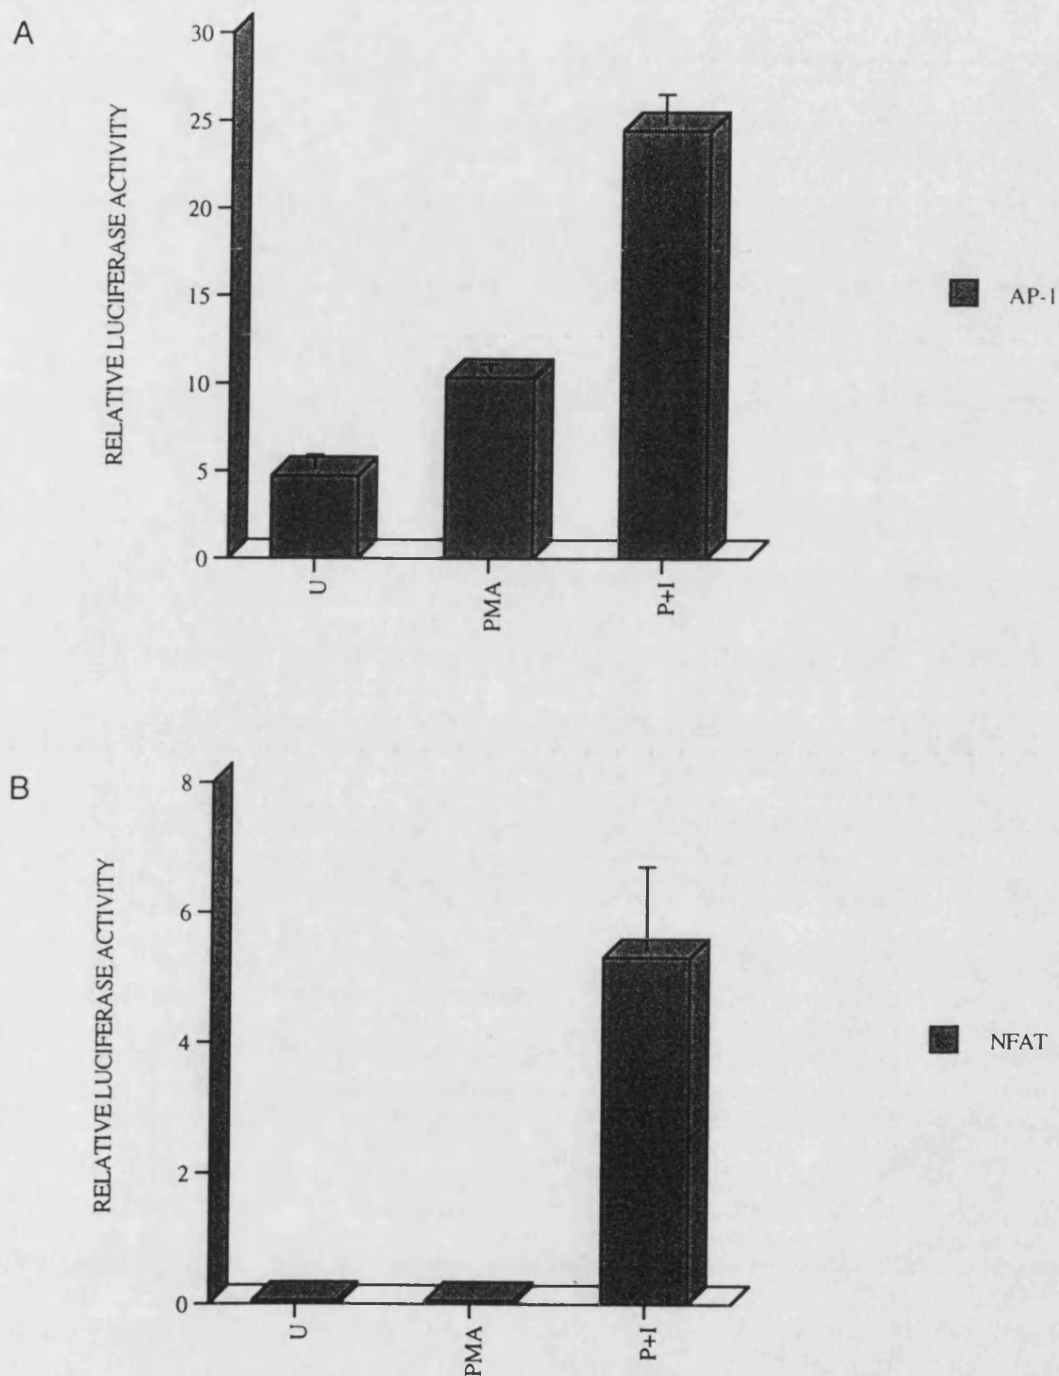 A
RELATIVE LUCIFERASE ACTIVITY
30
25
20
15
10
5
0
U
PMA
P+I
AP-1
B
RELATIVE LUCIFERASE ACTIVITY
8
6
4
2
0
U
PMA
P+I
NFAT